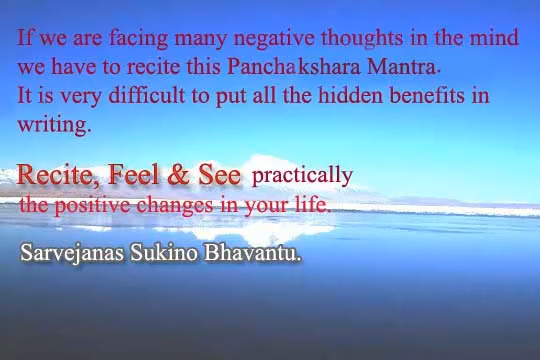 If we are facing many negative thoughts in the mind
we have to recite this Panchakshara Mantra.
It is very difficult to put all the hidden benefits in
writing.
Recite, Feel & See practically
the positive changes in your life.
Sarvejanas Sukino Bhavantu.